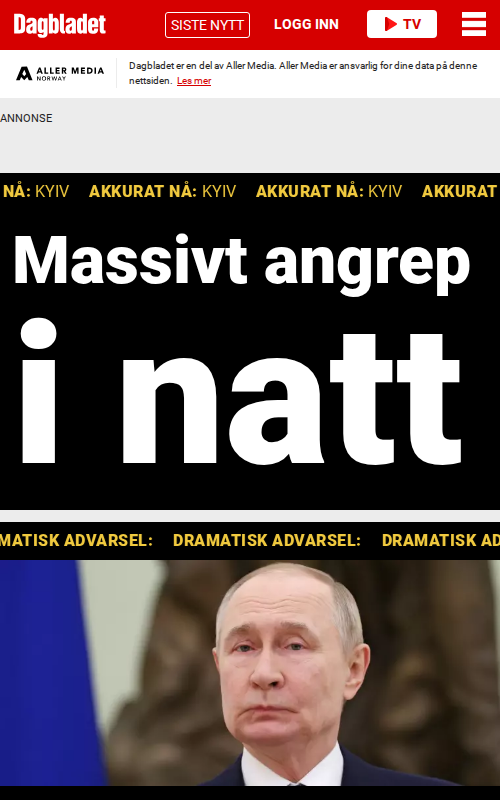 Dagbladet SISTE NYTT LOGG INN TV
ALLER MEDIA
NORWAY
Dagbladet er en del av Aller Media. Aller Media er ansvarlig for dine data på denne
nettsiden. Les mer
ANNONSE
NÅ: KYIV AKKURAT NÅ: KYIV AKKURAT NÅ: KYIV AKKURAT
Massivt angrep
i natt
MATISK ADVARSEL: DRAMATISK ADVARSEL: DRAMATISK AD